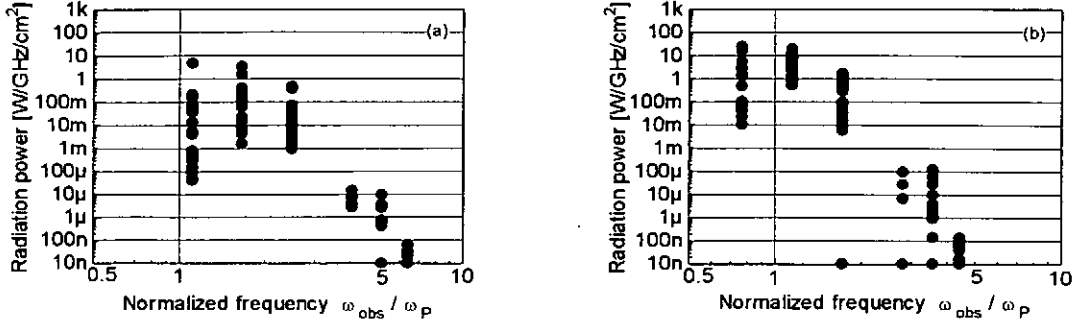 Radiation power [W/GHz/cm²]
1k
100
10
1
100m
10m
1m
100µ
10µ
1µ
100n
10n
(a)
0.5 1 5 10
Normalized frequency ω_obs / ω_P
Radiation power [W/GHz/cm²]
1k
100
10
1
100m
10m
1m
100µ
10µ
1µ
100n
10n
(b)
0.5 1 5 10
Normalized frequency ω_obs / ω_P